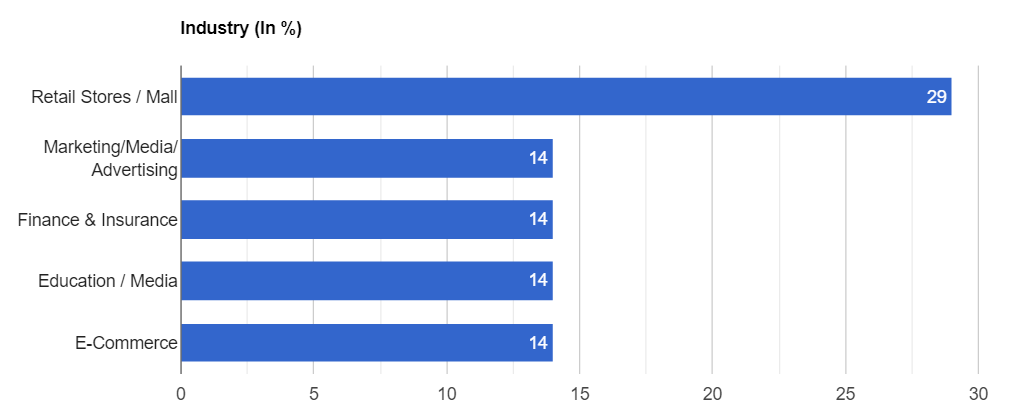 Industry (In %)
Retail Stores / Mall
29
Marketing/Media/
Advertising
14
Finance & Insurance
14
Education / Media
14
E-Commerce
14
0
5
10
15
20
25
30